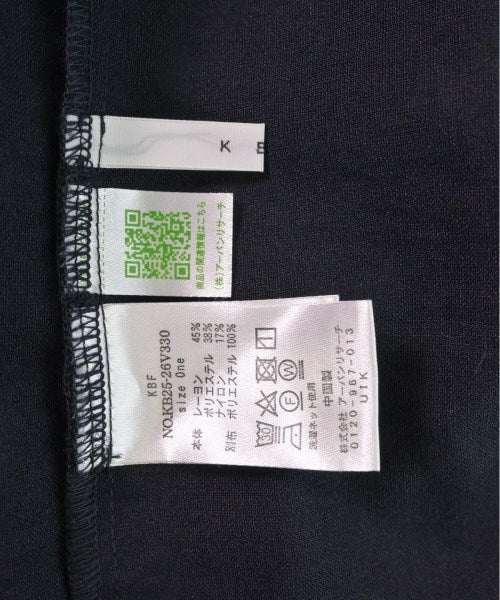 K B
商品の関連情報はこちら
(株)アーバンリサーチ
KBF
NO.KB25-26V330
size One
本体 レーヨン 45%
ポリエステル 38%
ナイロン 17%
別布 ポリエステル 100%
洗濯ネット使用
中国製
株式会社 アーバンリサーチ
0120-967-013
UIK